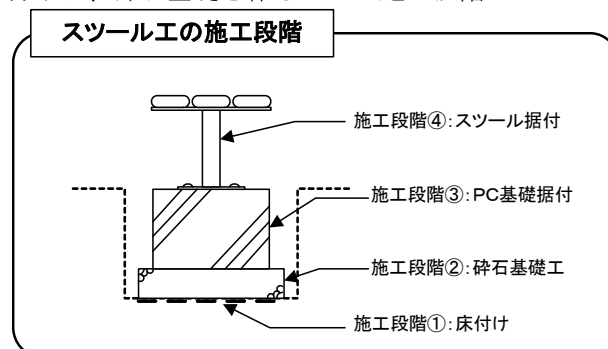 スツール工の施工段階
施工段階④：スツール据付
施工段階③：PC基礎据付
施工段階②：砕石基礎工
施工段階①：床付け